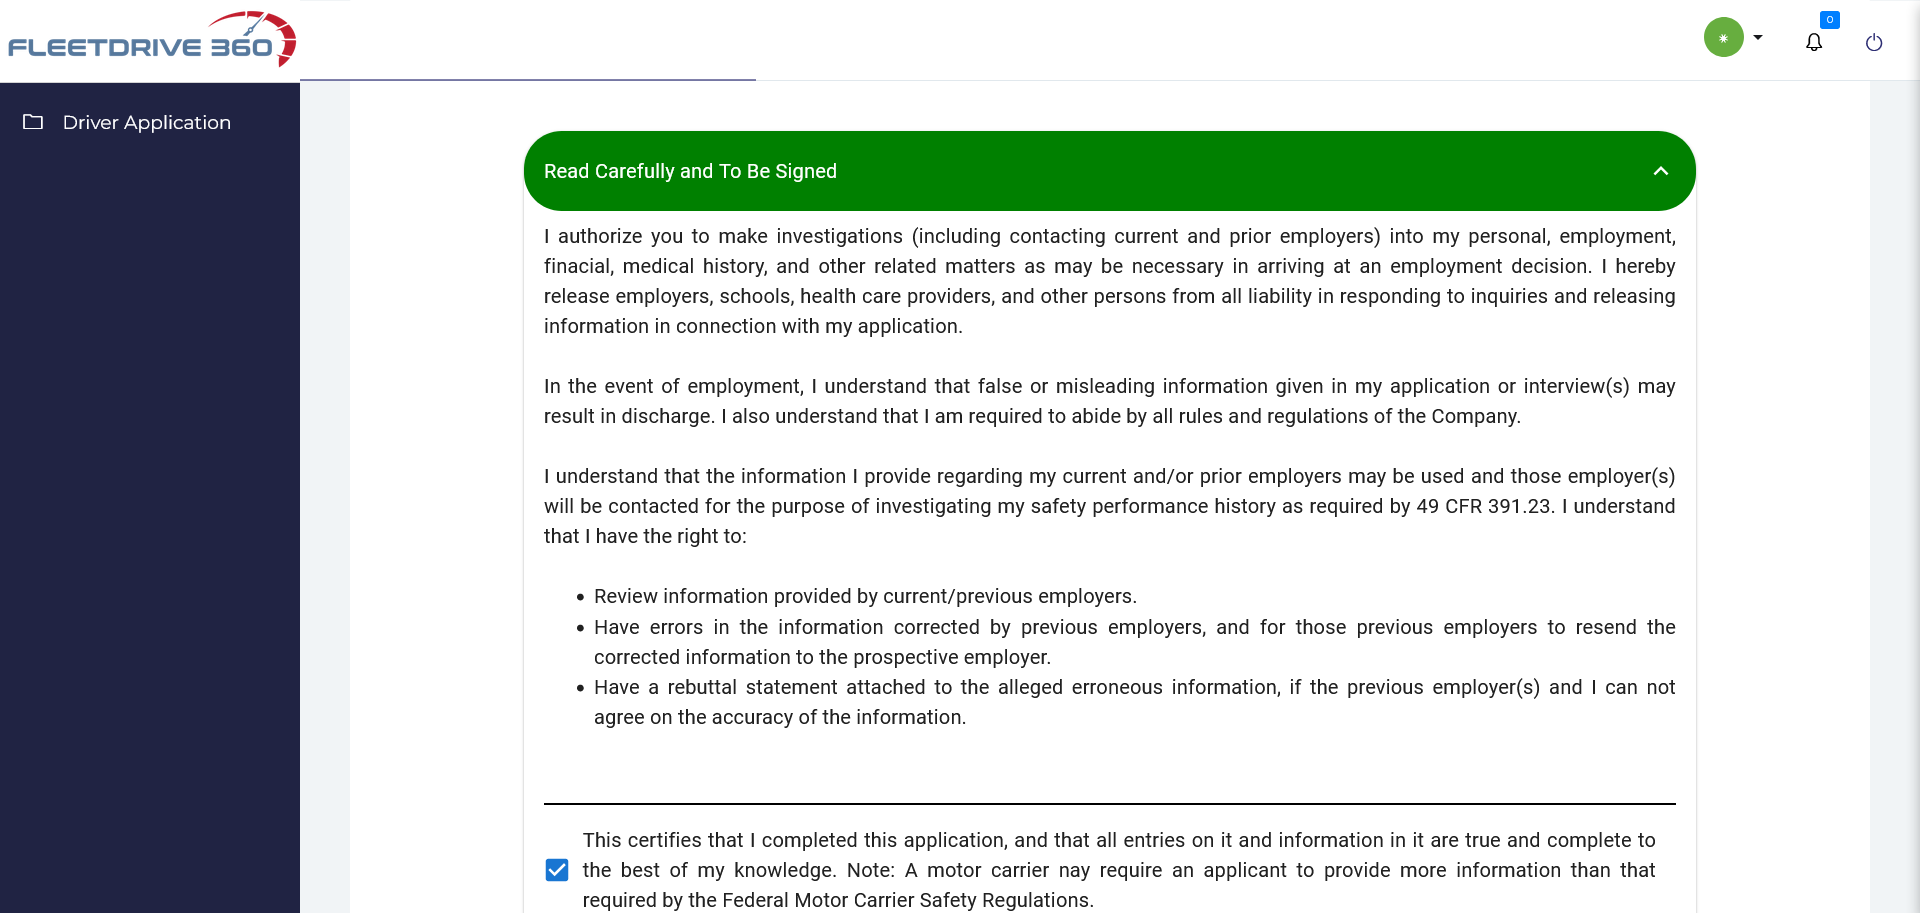 FLEETDRIVE 360
0
Driver Application
Read Carefully and To Be Signed
I authorize you to make investigations (including contacting current and prior employers) into my personal, employment,
finacial, medical history, and other related matters as may be necessary in arriving at an employment decision. I hereby
release employers, schools, health care providers, and other persons from all liability in responding to inquiries and releasing
information in connection with my application.
In the event of employment, I understand that false or misleading information given in my application or interview(s) may
result in discharge. I also understand that I am required to abide by all rules and regulations of the Company.
I understand that the information I provide regarding my current and/or prior employers may be used and those employer(s)
will be contacted for the purpose of investigating my safety performance history as required by 49 CFR 391.23. I understand
that I have the right to:
• Review information provided by current/previous employers.
• Have errors in the information corrected by previous employers, and for those previous employers to resend the
corrected information to the prospective employer.
• Have a rebuttal statement attached to the alleged erroneous information, if the previous employer(s) and I can not
agree on the accuracy of the information.
This certifies that I completed this application, and that all entries on it and information in it are true and complete to
the best of my knowledge. Note: A motor carrier nay require an applicant to provide more information than that
required by the Federal Motor Carrier Safety Regulations.